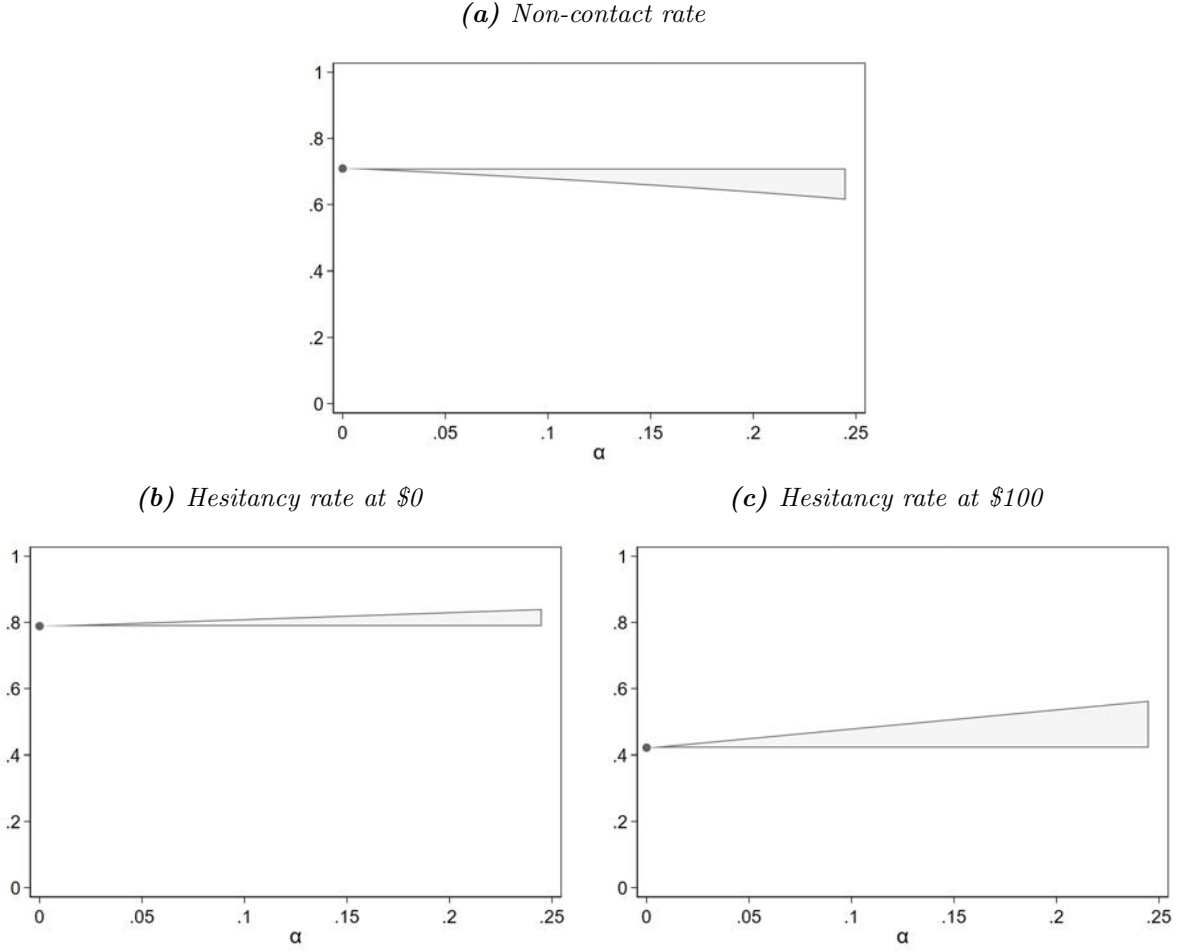 (a) Non-contact rate
1
.8
.6
.4
.2
0
0 .05 .1 .15 .2 .25
α
(b) Hesitancy rate at $0
1
.8
.6
.4
.2
0
0 .05 .1 .15 .2 .25
α
(c) Hesitancy rate at $100
1
.8
.6
.4
.2
0
0 .05 .1 .15 .2 .25
α